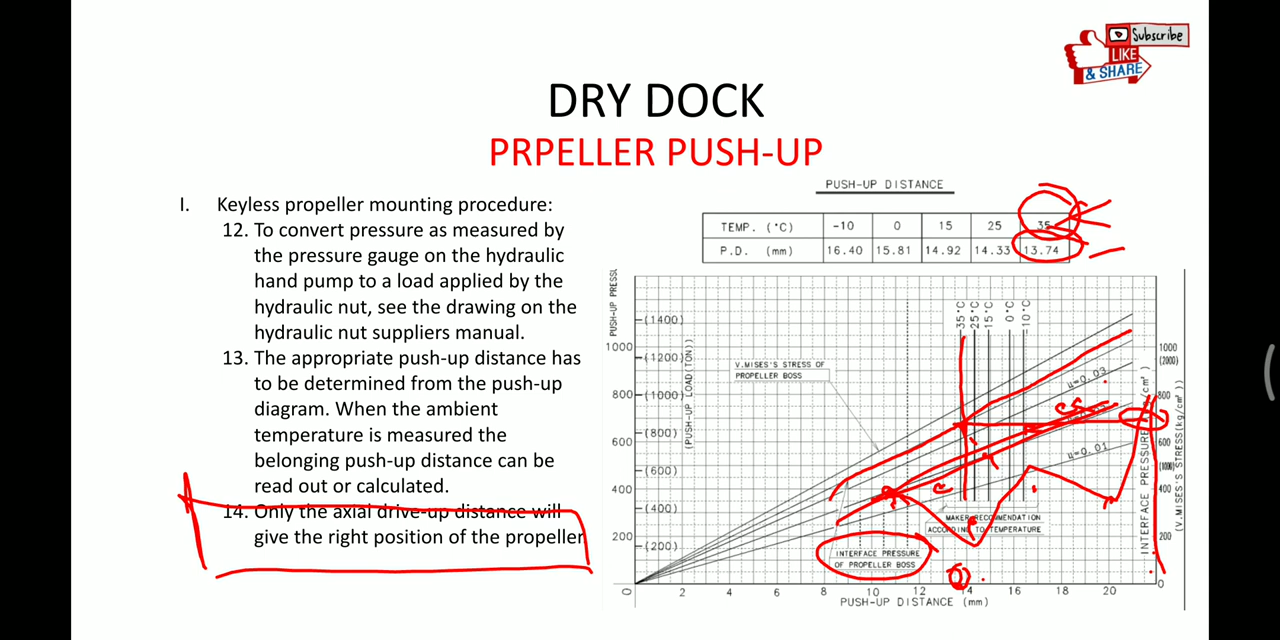 Subscribe
LIKE
& SHARE
DRY DOCK
PRPELLER PUSH-UP
I. Keyless propeller mounting procedure:
12. To convert pressure as measured by
the pressure gauge on the hydraulic
hand pump to a load applied by the
hydraulic nut, see the drawing on the
hydraulic nut suppliers manual.
13. The appropriate push-up distance has
to be determined from the push-up
diagram. When the ambient
temperature is measured the
belonging push-up distance can be
read out or calculated.
14. Only the axial drive-up distance will
give the right position of the propeller
PUSH-UP DISTANCE
TEMP. (°C) -10 0 15 25 35
P.D. (mm) 16.40 15.81 14.92 14.33 13.74
PUSH-UP PRESS
(PUSH-UP LOAD(TON))
1000 800 600 400 200 0
(1400) (1200) (1000) (800) (600) (400) (200)
35°C 25°C 15°C 0°C -10°C
V.MISES'S STRESS OF
PROPELLER BOSS
μ=0.03
μ=0.01
MAKER RECOMMENDATION
ACCORDING TO TEMPERATURE
INTERFACE PRESSURE
OF PROPELLER BOSS
2 4 6 8 10 12 14 16 18 20
PUSH-UP DISTANCE (mm)
1000 (2000) 800 600 (1000) 400 200 0
INTERFACE PRESSURE
(V.MISES'S STRESS(kg/cm²))